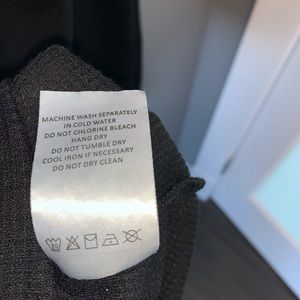 MACHINE WASH SEPARATELY
IN COLD WATER
DO NOT CHLORINE BLEACH
HANG DRY
DO NOT TUMBLE DRY
COOL IRON IF NECESSARY
DO NOT DRY CLEAN